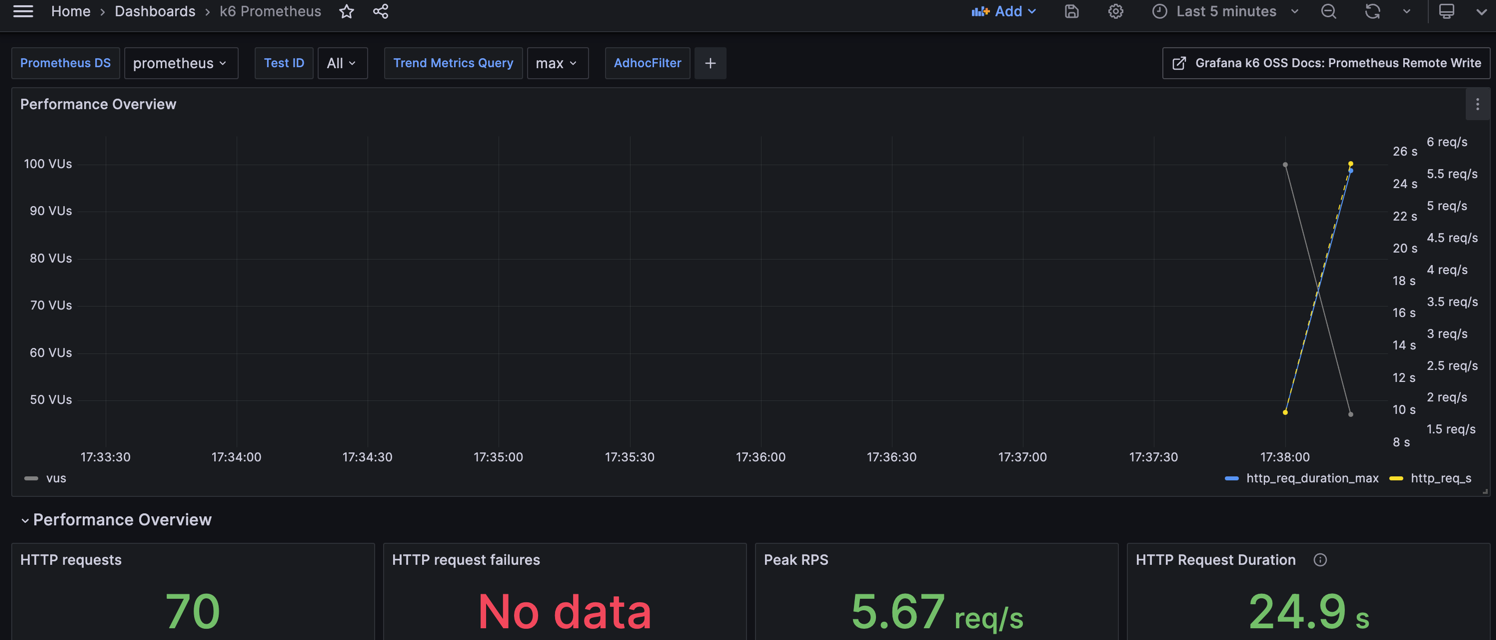 Home › Dashboards › k6 Prometheus Add Last 5 minutes
Prometheus DS prometheus Test ID All Trend Metrics Query max AdhocFilter + Grafana k6 OSS Docs: Prometheus Remote Write
Performance Overview
6 req/s
26 s
100 VUs
5.5 req/s
24 s
5 req/s
90 VUs
22 s
4.5 req/s
20 s
80 VUs
4 req/s
18 s
3.5 req/s
70 VUs
16 s
3 req/s
14 s
60 VUs
2.5 req/s
12 s
2 req/s
50 VUs
10 s
1.5 req/s
8 s
17:33:30 17:34:00 17:34:30 17:35:00 17:35:30 17:36:00 17:36:30 17:37:00 17:37:30 17:38:00
vus http_req_duration_max http_req_s
Performance Overview
HTTP requests HTTP request failures Peak RPS HTTP Request Duration
70 No data 5.67 req/s 24.9 s